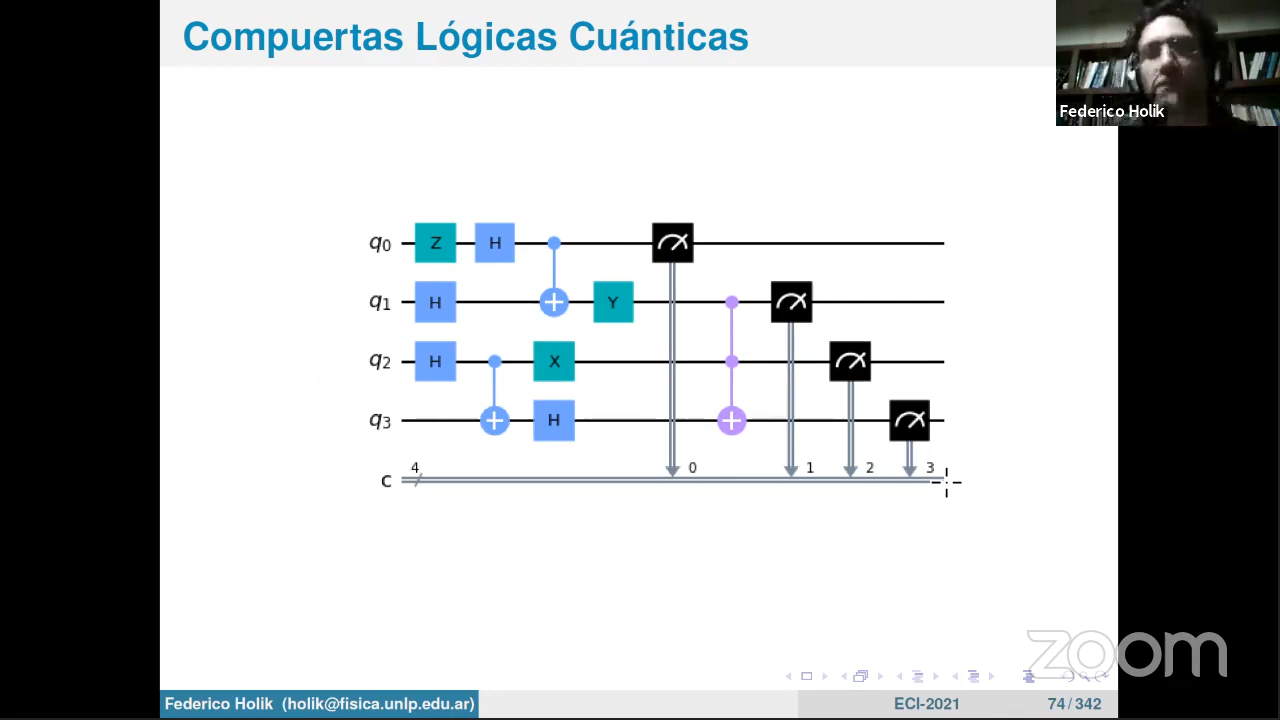 Compuertas Lógicas Cuánticas
Federico Holik
q0 Z H
q1 H Y
q2 H X
q3 H
c 4 0 1 2 3
zoom
Federico Holik (holik@fisica.unlp.edu.ar) ECI-2021 74 / 342